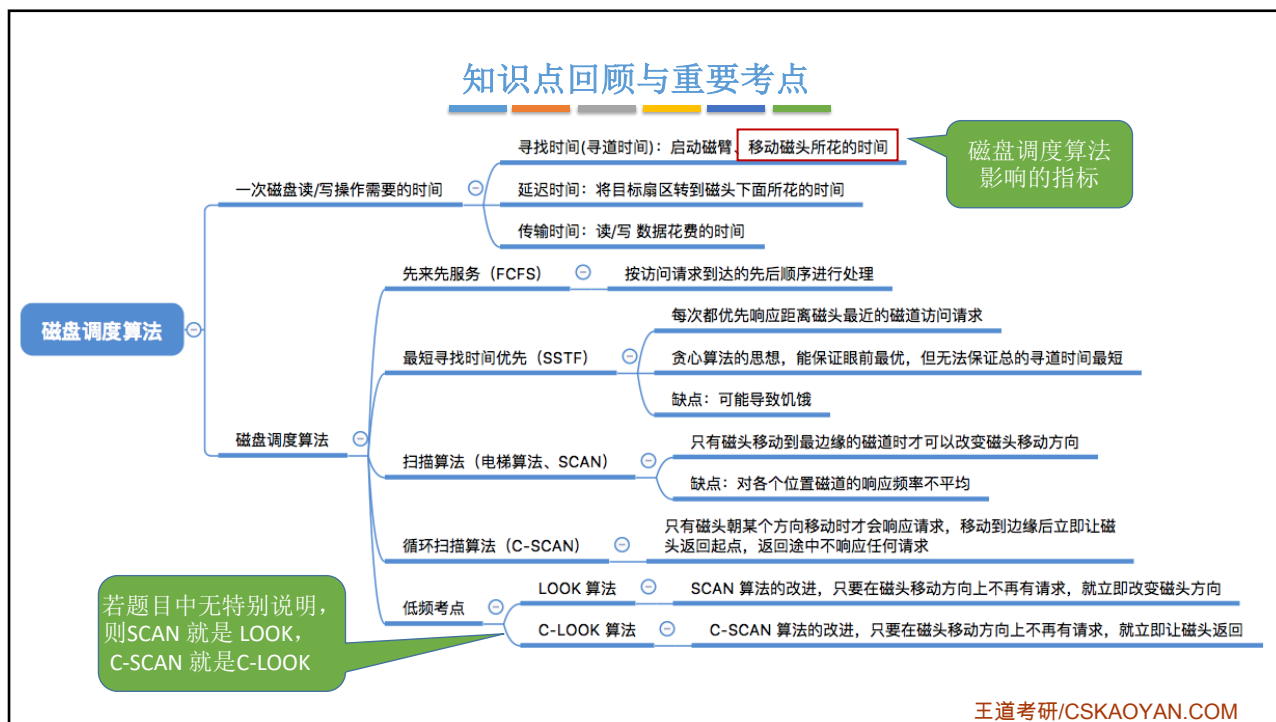 知识点回顾与重要考点
寻找时间(寻道时间)：启动磁臂、移动磁头所花的时间
磁盘调度算法
影响的指标
一次磁盘读/写操作需要的时间
延迟时间：将目标扇区转到磁头下面所花的时间
传输时间：读/写 数据花费的时间
磁盘调度算法
先来先服务（FCFS）
按访问请求到达的先后顺序进行处理
每次都优先响应距离磁头最近的磁道访问请求
最短寻找时间优先（SSTF）
贪心算法的思想，能保证眼前最优，但无法保证总的寻道时间最短
缺点：可能导致饥饿
磁盘调度算法
只有磁头移动到最边缘的磁道时才可以改变磁头移动方向
扫描算法（电梯算法、SCAN）
缺点：对各个位置磁道的响应频率不平均
循环扫描算法（C-SCAN）
只有磁头朝某个方向移动时才会响应请求，移动到边缘后立即让磁
头返回起点，返回途中不响应任何请求
低频考点
LOOK 算法
SCAN 算法的改进，只要在磁头移动方向上不再有请求，就立即改变磁头方向
C-LOOK 算法
C-SCAN 算法的改进，只要在磁头移动方向上不再有请求，就立即让磁头返回
若题目中无特别说明，
则SCAN 就是 LOOK，
C-SCAN 就是C-LOOK
王道考研/CSKAOYAN.COM